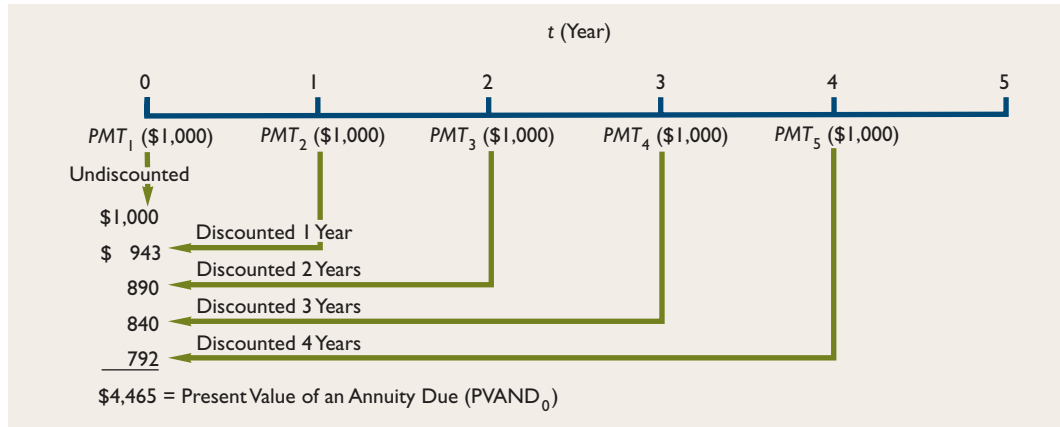 t (Year)
0 1 2 3 4 5
PMT₁ ($1,000) PMT₂ ($1,000) PMT₃ ($1,000) PMT₄ ($1,000) PMT₅ ($1,000)
Undiscounted
$1,000
Discounted 1 Year
$ 943
Discounted 2 Years
890
Discounted 3 Years
840
Discounted 4 Years
792
$4,465 = Present Value of an Annuity Due (PVAND₀)